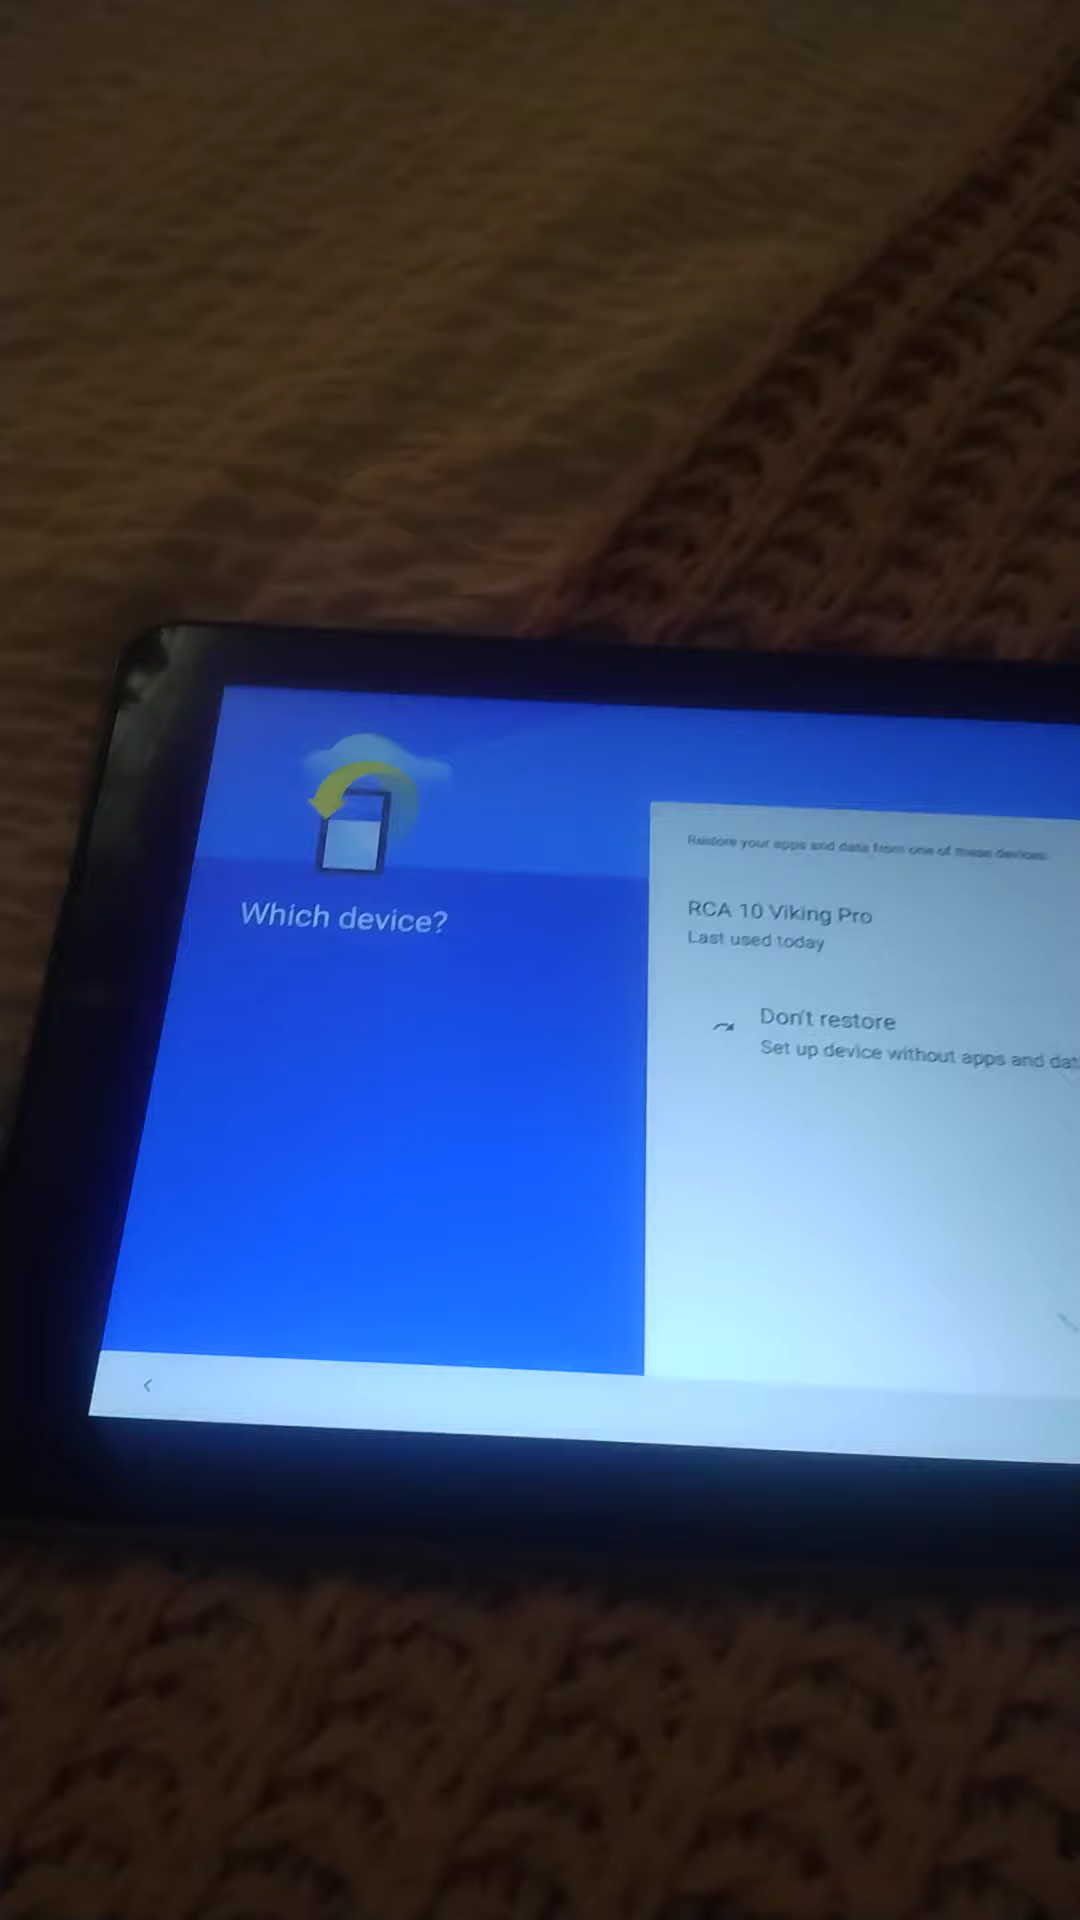 Which device?
Restore your apps and data from one of these devices:
RCA 10 Viking Pro
Last used today
Don't restore
Set up device without apps and